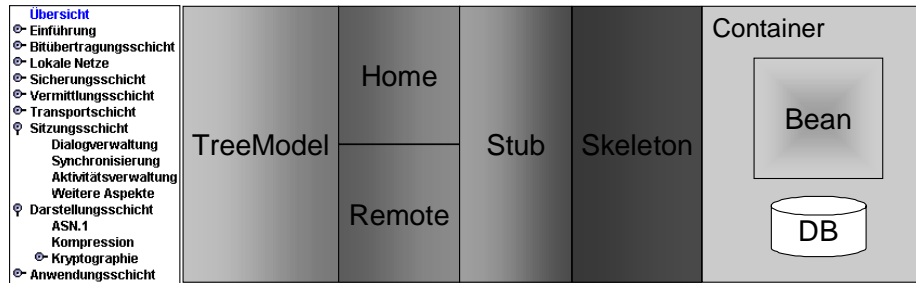 Übersicht
Einführung
Bitübertragungsschicht
Lokale Netze
Sicherungsschicht
Vermittlungsschicht
Transportschicht
Sitzungsschicht
Dialogverwaltung
Synchronisierung
Aktivitätsverwaltung
Weitere Aspekte
Darstellungsschicht
ASN.1
Kompression
Kryptographie
Anwendungsschicht
TreeModel
Home
Remote
Stub
Skeleton
Container
Bean
DB